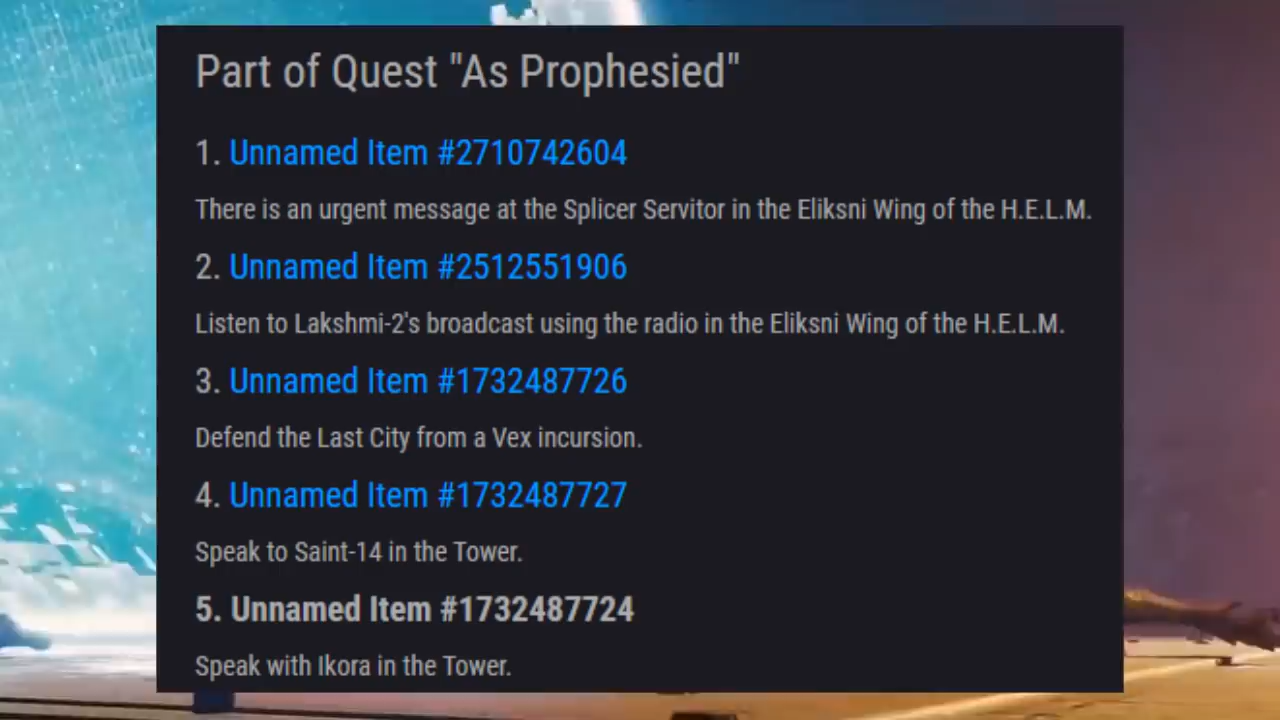 Part of Quest "As Prophesied"
1. Unnamed Item #2710742604
There is an urgent message at the Splicer Servitor in the Eliksni Wing of the H.E.L.M.
2. Unnamed Item #2512551906
Listen to Lakshmi-2's broadcast using the radio in the Eliksni Wing of the H.E.L.M.
3. Unnamed Item #1732487726
Defend the Last City from a Vex incursion.
4. Unnamed Item #1732487727
Speak to Saint-14 in the Tower.
5. Unnamed Item #1732487724
Speak with Ikora in the Tower.